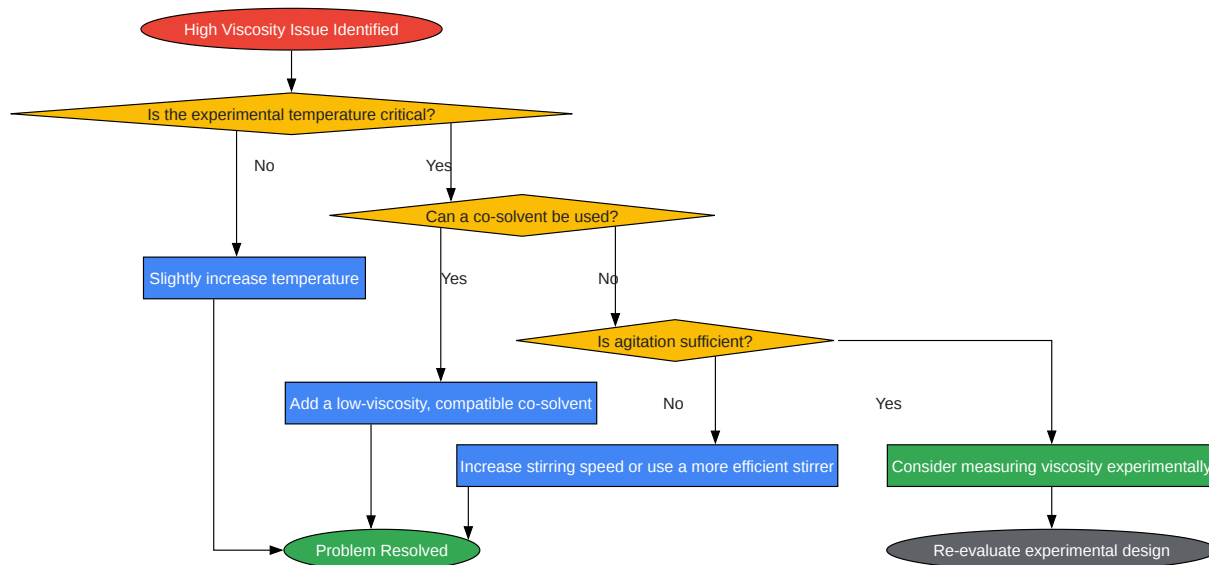 High Viscosity Issue Identified
Is the experimental temperature critical?
No
Yes
Can a co-solvent be used?
Slightly increase temperature
Yes
No
Is agitation sufficient?
Add a low-viscosity, compatible co-solvent
No
Yes
Increase stirring speed or use a more efficient stirrer
Consider measuring viscosity experimentally
Problem Resolved
Re-evaluate experimental design